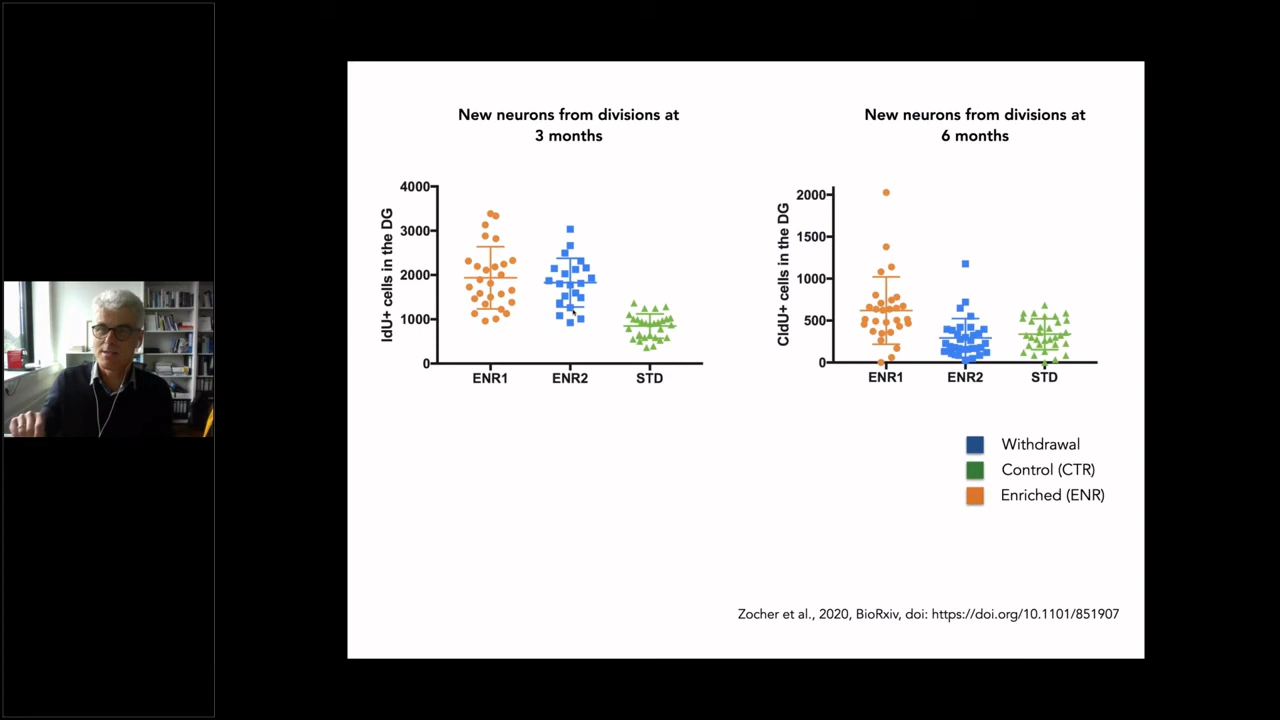 New neurons from divisions at
3 months
IdU+ cells in the DG
4000
3000
2000
1000
0
ENR1
ENR2
STD
New neurons from divisions at
6 months
CldU+ cells in the DG
2000
1500
1000
500
0
ENR1
ENR2
STD
Withdrawal
Control (CTR)
Enriched (ENR)
Zocher et al., 2020, BioRxiv, doi: https://doi.org/10.1101/851907